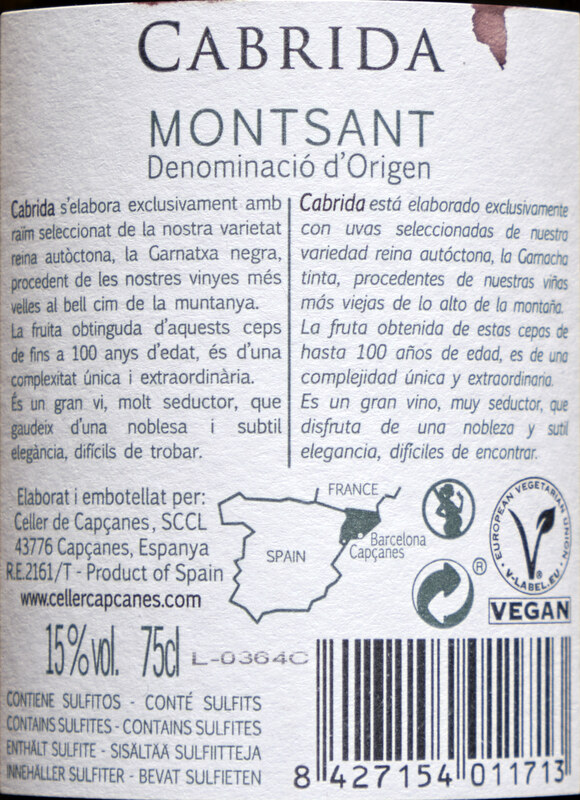 CABRIDA
MONTSANT
Denominació d'Origen
Cabrida s'elabora exclusivament amb
raïm seleccionat de la nostra varietat
reina autòctona, la Garnatxa negra,
procedent de les nostres vinyes més
velles al bell cim de la muntanya.
La fruita obtinguda d'aquests ceps
de fins a 100 anys d'edat, és d'una
complexitat única i extraordinària.
És un gran vi, molt seductor, que
gaudeix d'una noblesa i subtil
elegància, difícils de trobar.
Cabrida está elaborado exclusivamente
con uvas seleccionadas de nuestra
variedad reina autóctona, la Garnacha
tinta, procedentes de nuestras viñas
más viejas de lo alto de la montaña.
La fruta obtenida de estas cepas de
hasta 100 años de edad, es de una
complejidad única y extraordinaria.
Es un gran vino, muy seductor, que
disfruta de una nobleza y sutil
elegancia, difíciles de encontrar.
Elaborat i embotellat per:
Celler de Capçanes, SCCL
43776 Capçanes, Espanya
R.E.2161/T - Product of Spain
www.cellercapcanes.com
FRANCE
SPAIN
Barcelona
Capçanes
®
EUROPEAN VEGETARIAN UNION
• V-LABEL.EU •
VEGAN
15%vol. 75cl
L-0364C
CONTIENE SULFITOS - CONTÉ SULFITS
CONTAINS SULFITES - CONTAINS SULFITES
ENTHÄLT SULFITE - SISÄLTÄÄ SULFIITTEJA
INNEHÅLLER SULFITER - BEVAT SULFIETEN
8 427154 011713